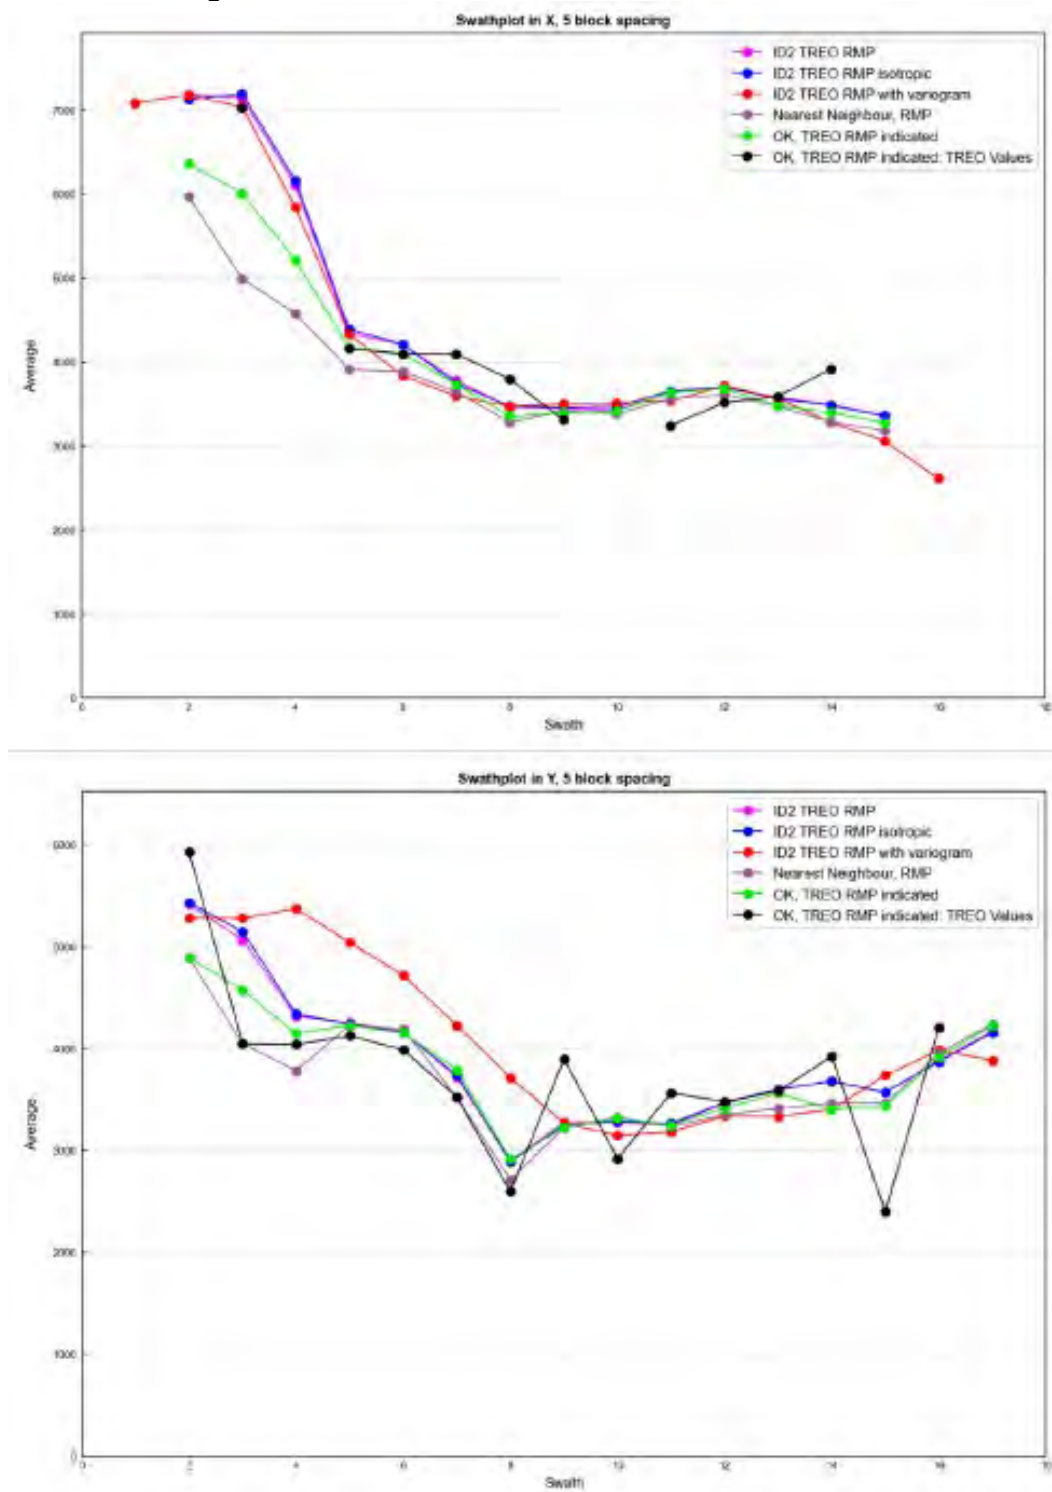 Swathplot in X, 5 block spacing
ID2 TREO RMP
ID2 TREO RMP isotropic
ID2 TREO RMP with variogram
Nearest Neighbour, RMP
OK, TREO RMP indicated
OK, TREO RMP indicated: TREO Values
7000
6000
5000
4000
3000
2000
1000
0
Average
0 2 4 6 8 10 12 14 16 18
Swath
Swathplot in Y, 5 block spacing
ID2 TREO RMP
ID2 TREO RMP isotropic
ID2 TREO RMP with variogram
Nearest Neighbour, RMP
OK, TREO RMP indicated
OK, TREO RMP indicated: TREO Values
6000
5000
4000
3000
2000
1000
0
Average
0 2 4 6 8 10 12 14 16 18
Swath